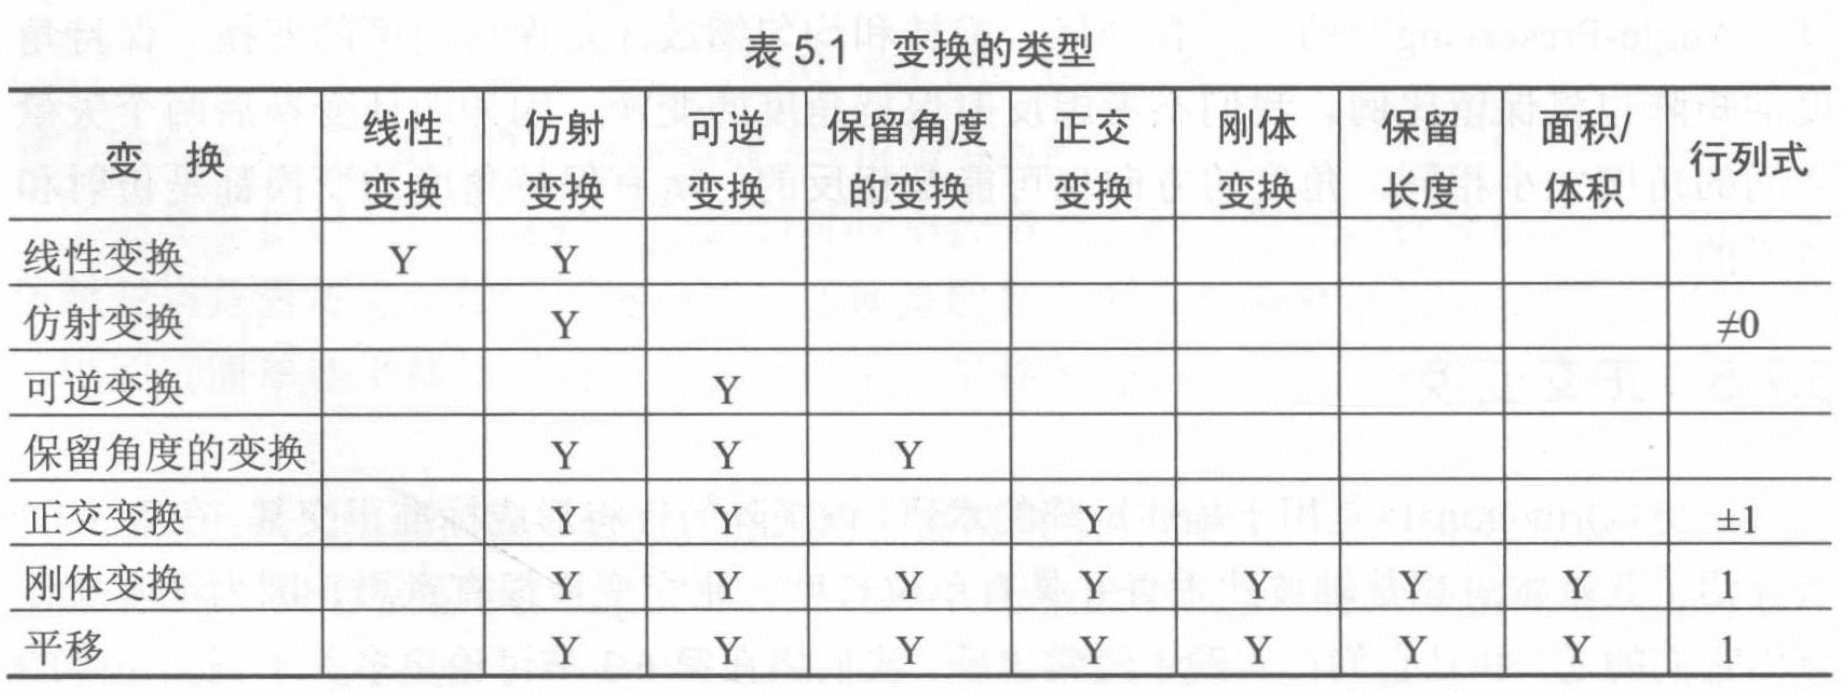 表 5.1 变换的类型
变 换 线性变换 仿射变换 可逆变换 保留角度的变换 正交变换 刚体变换 保留长度 面积/体积 行列式
线性变换 Y Y
仿射变换 Y ≠0
可逆变换 Y
保留角度的变换 Y Y Y
正交变换 Y Y Y ±1
刚体变换 Y Y Y Y Y Y Y 1
平移 Y Y Y Y Y Y Y 1